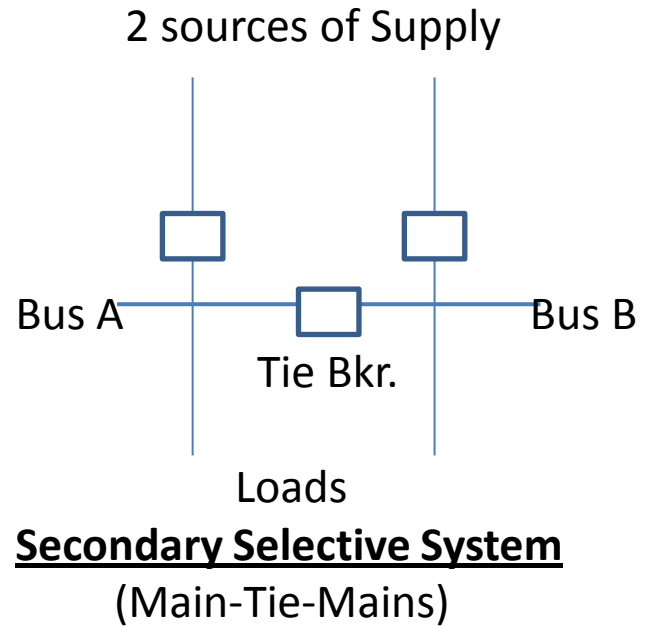 2 sources of Supply
Bus A
Bus B
Tie Bkr.
Loads
Secondary Selective System
(Main-Tie-Mains)